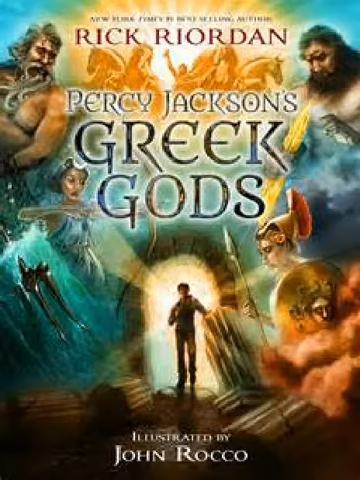 NEW YORK TIMES #1 BEST-SELLING AUTHOR
RICK RIORDAN
PERCY JACKSON'S
GREEK
GODS
ILLUSTRATED BY
JOHN ROCCO